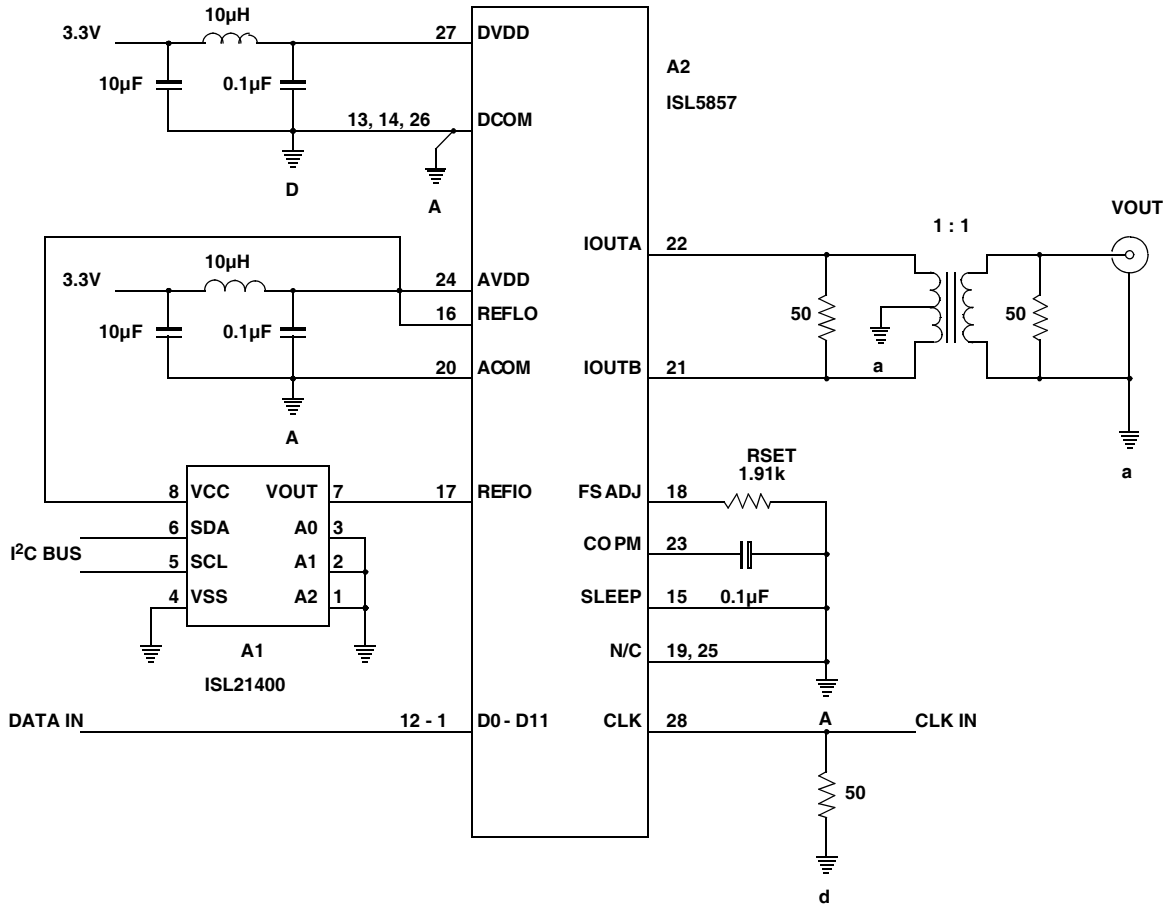 10µH
3.3V
27 DVDD
10µF 0.1µF
A2
ISL5857
13, 14, 26 DCOM
D
A
VOUT
1 : 1
IOUTA 22
10µH
3.3V
24 AVDD
16 REFLO
10µF 0.1µF
50
50
20 ACOM
IOUTB 21
a
A
a
RSET
1.91k
8 VCC VOUT 7
17 REFIO
FSADJ 18
6 SDA A0 3
I²C BUS
5 SCL A1 2
COPM 23
4 VSS A2 1
SLEEP 15 0.1µF
A1
ISL21400
N/C 19, 25
A
DATA IN 12 - 1 D0 - D11 CLK 28 CLK IN
50
d